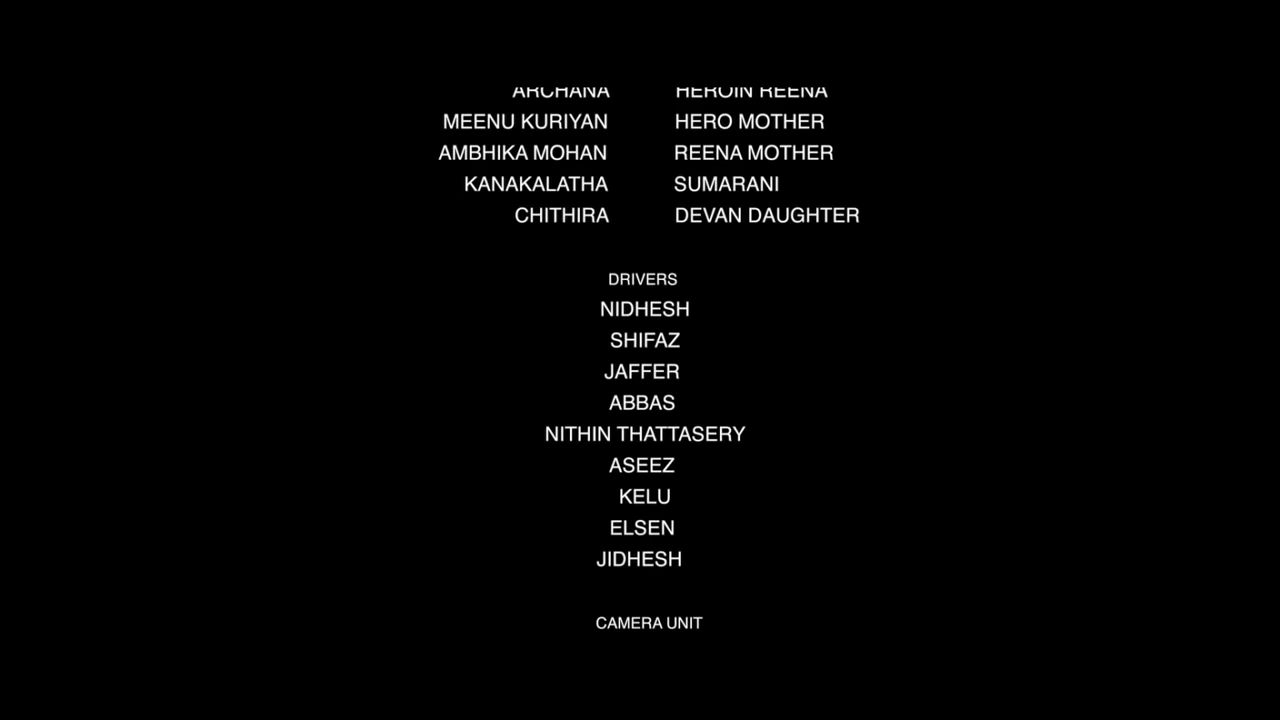 ARCHANA HEROIN REENA
MEENU KURIYAN HERO MOTHER
AMBHIKA MOHAN REENA MOTHER
KANAKALATHA SUMARANI
CHITHIRA DEVAN DAUGHTER
DRIVERS
NIDHESH
SHIFAZ
JAFFER
ABBAS
NITHIN THATTASERY
ASEEZ
KELU
ELSEN
JIDHESH
CAMERA UNIT